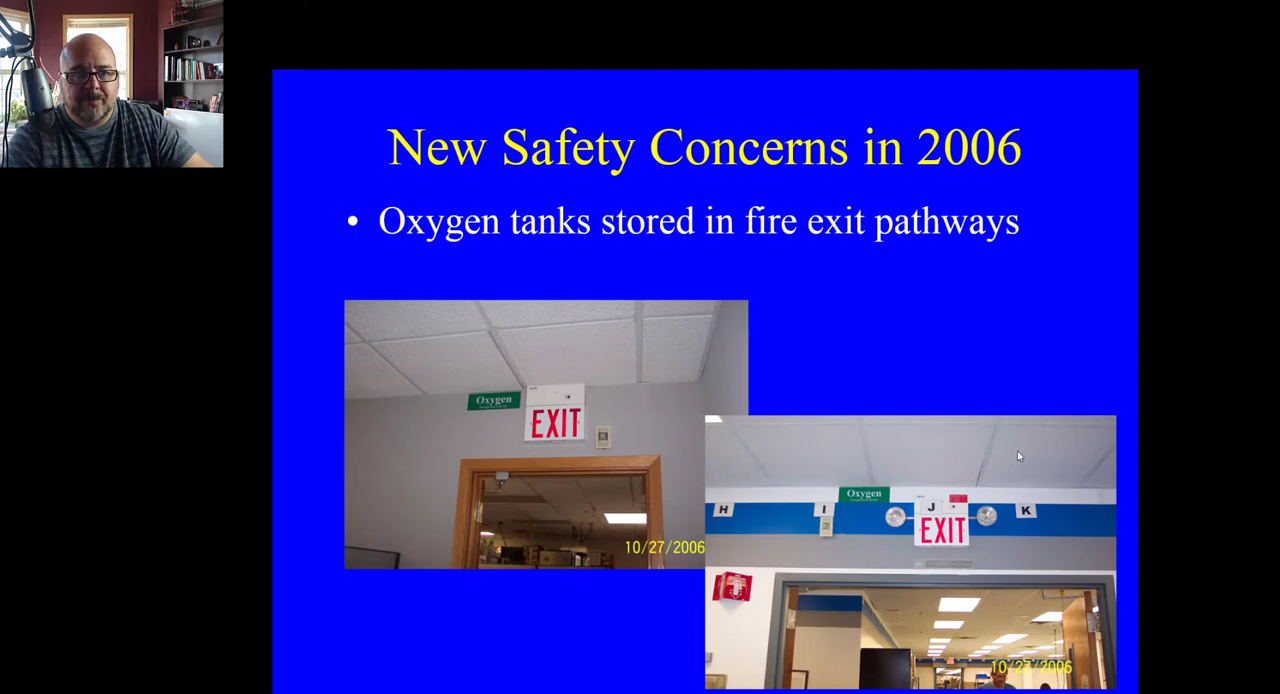 New Safety Concerns in 2006
• Oxygen tanks stored in fire exit pathways
Oxygen
EXIT
10/27/2006
Oxygen
H
I
J
K
EXIT
10/27/2006